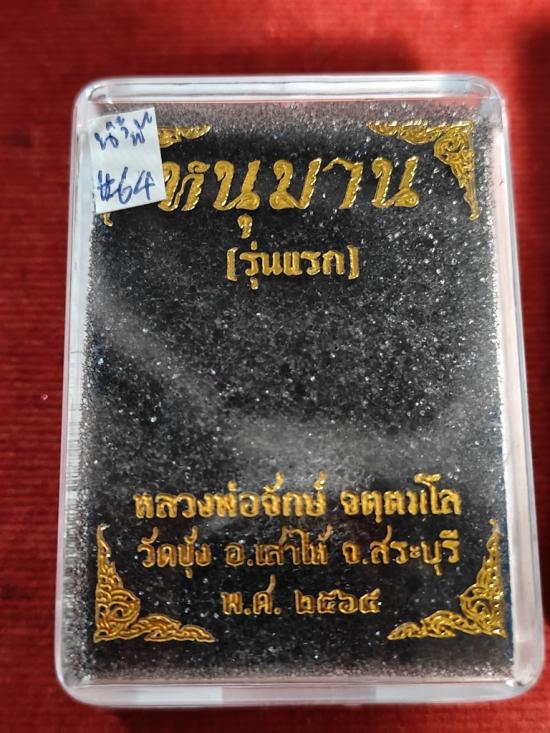 #64
หนุมาน
(รุ่นแรก)
หลวงพ่อจักษ์ จตฺตมโล
วัดชุ้ง อ.เสาไห้ จ.สระบุรี
พ.ศ. ๒๕๖๔